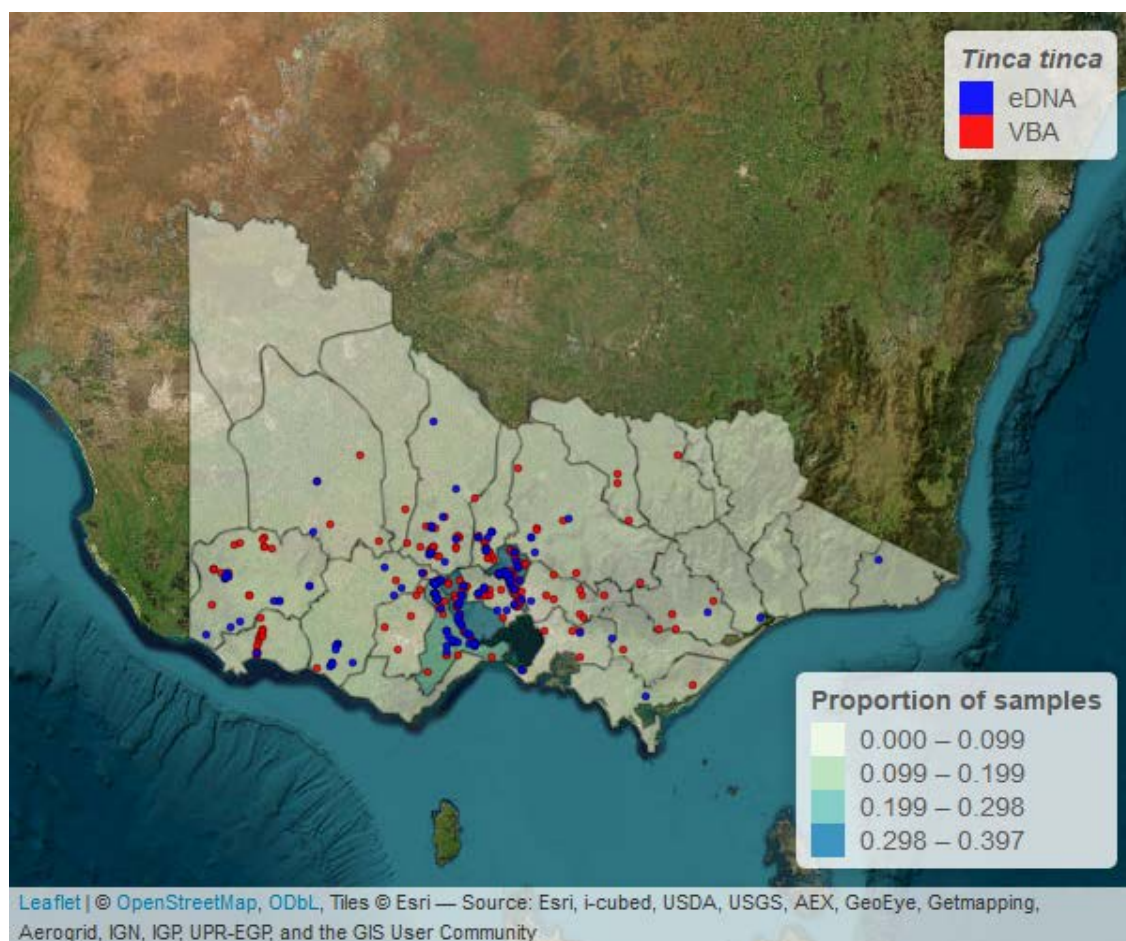 Tinca tinca
eDNA
VBA
Proportion of samples
0.000 – 0.099
0.099 – 0.199
0.199 – 0.298
0.298 – 0.397
Leaflet | © OpenStreetMap, ODbL, Tiles © Esri — Source: Esri, i-cubed, USDA, USGS, AEX, GeoEye, Getmapping,
Aerogrid, IGN, IGP, UPR-EGP, and the GIS User Community